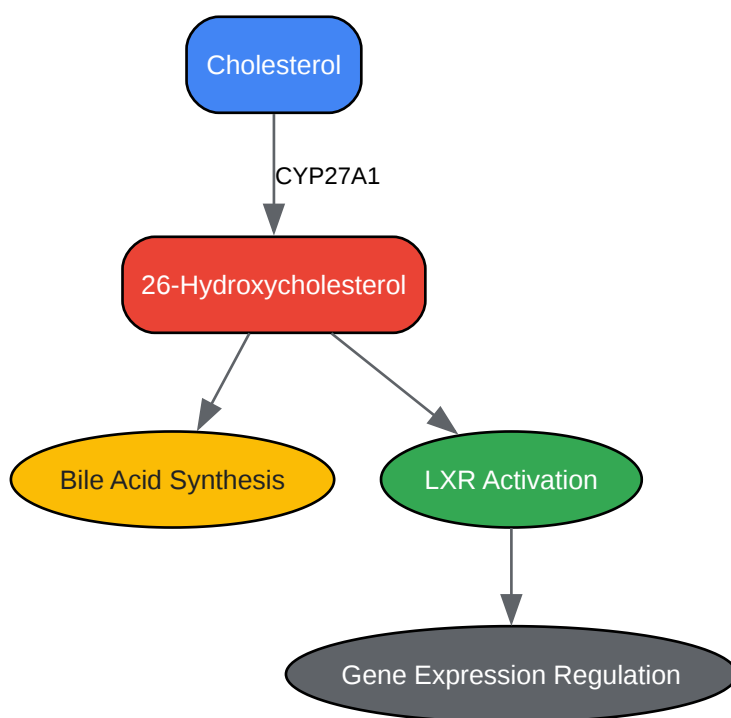 Cholesterol
CYP27A1
26-Hydroxycholesterol
Bile Acid Synthesis
LXR Activation
Gene Expression Regulation